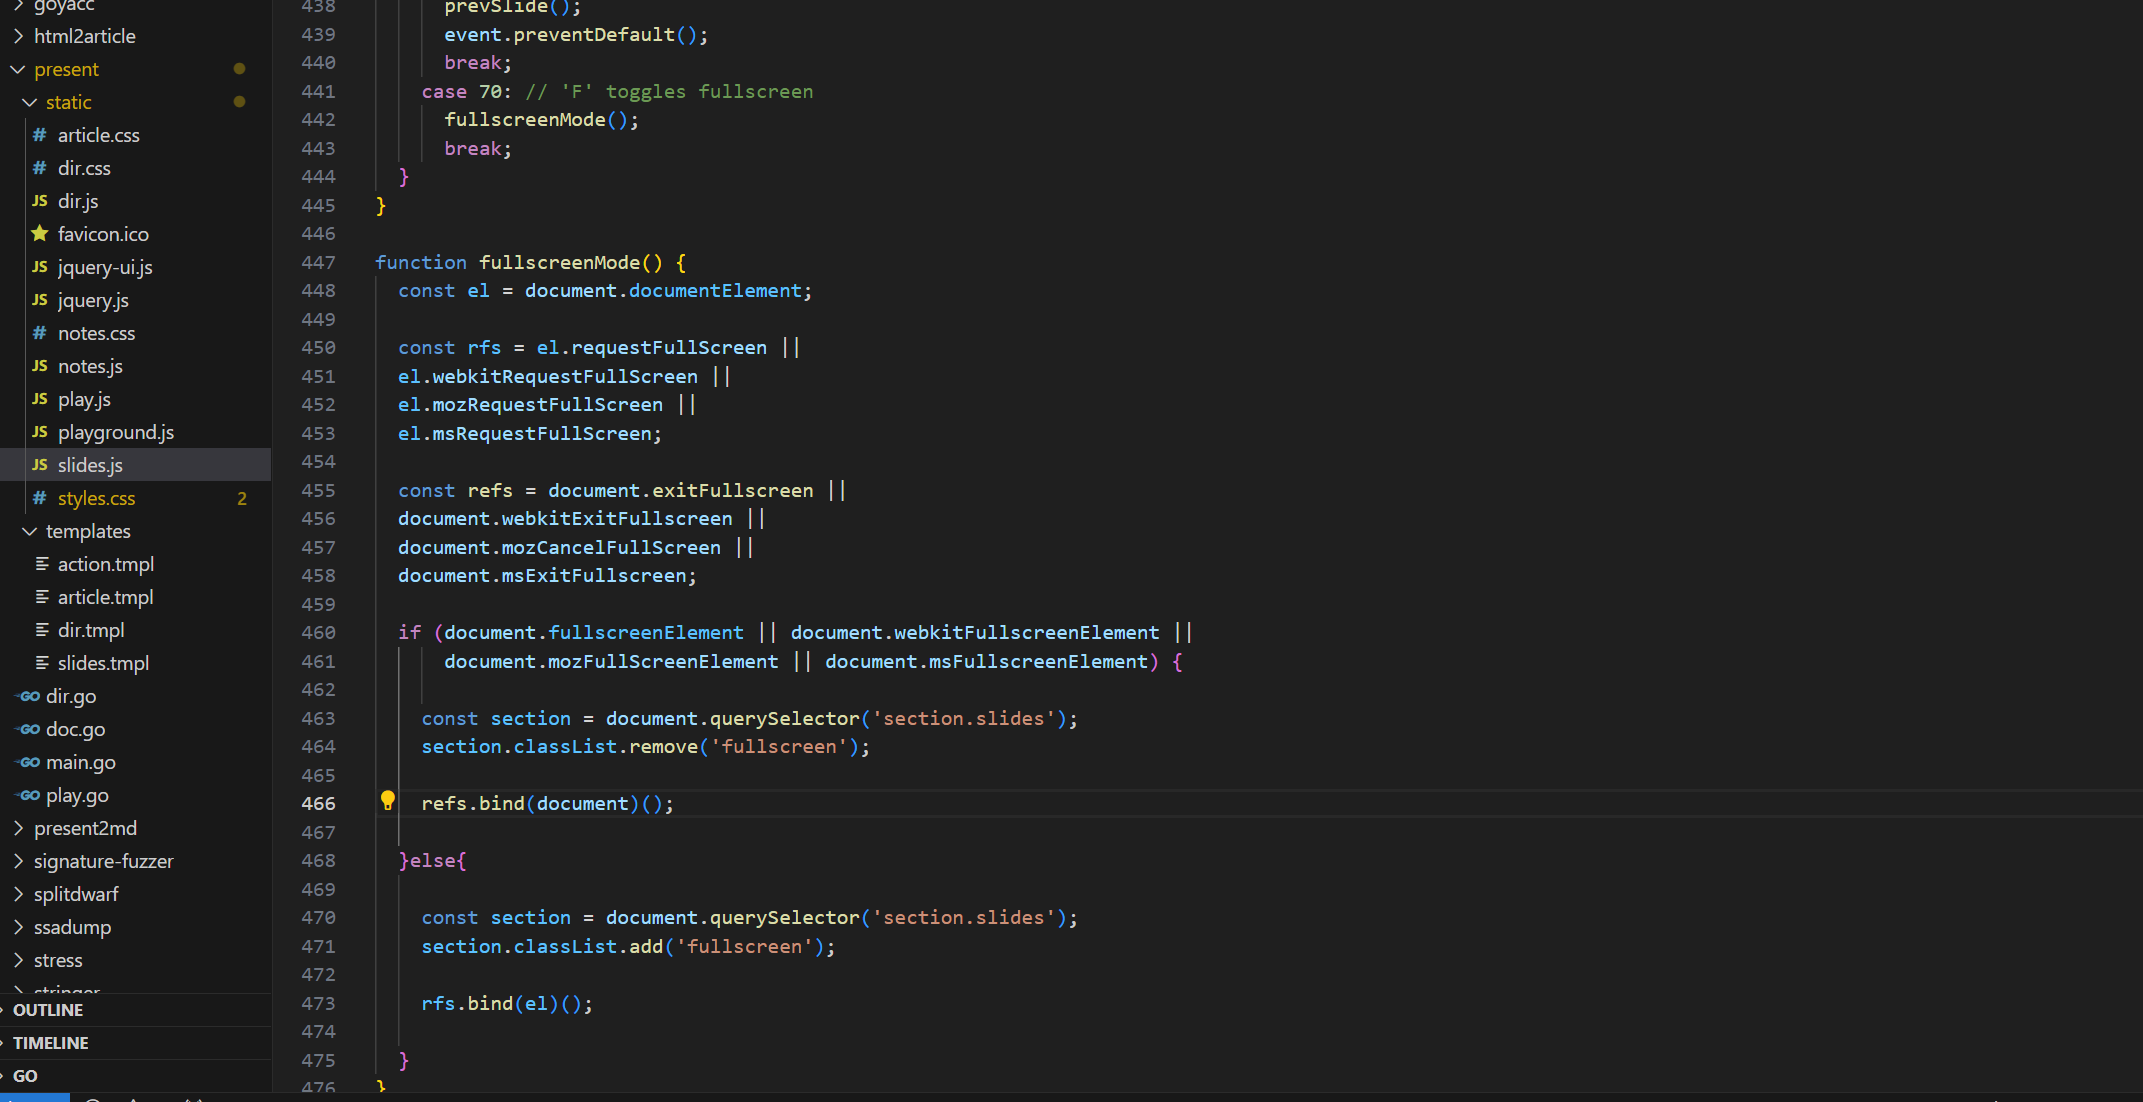 goyacc
html2article
present
static
article.css
dir.css
dir.js
favicon.ico
jquery-ui.js
jquery.js
notes.css
notes.js
play.js
playground.js
slides.js
styles.css 2
templates
action.tmpl
article.tmpl
dir.tmpl
slides.tmpl
dir.go
doc.go
main.go
play.go
present2md
signature-fuzzer
splitdwarf
ssadump
stress
stringer
OUTLINE
TIMELINE
GO
438 prevSlide();
439 event.preventDefault();
440 break;
441 case 70: // 'F' toggles fullscreen
442 fullscreenMode();
443 break;
444 }
445 }
446
447 function fullscreenMode() {
448 const el = document.documentElement;
449
450 const rfs = el.requestFullScreen ||
451 el.webkitRequestFullScreen ||
452 el.mozRequestFullScreen ||
453 el.msRequestFullScreen;
454
455 const refs = document.exitFullscreen ||
456 document.webkitExitFullscreen ||
457 document.mozCancelFullScreen ||
458 document.msExitFullscreen;
459
460 if (document.fullscreenElement || document.webkitFullscreenElement ||
461 document.mozFullScreenElement || document.msFullscreenElement) {
462
463 const section = document.querySelector('section.slides');
464 section.classList.remove('fullscreen');
465
466 refs.bind(document)();
467
468 }else{
469
470 const section = document.querySelector('section.slides');
471 section.classList.add('fullscreen');
472
473 rfs.bind(el)();
474
475 }
476 }